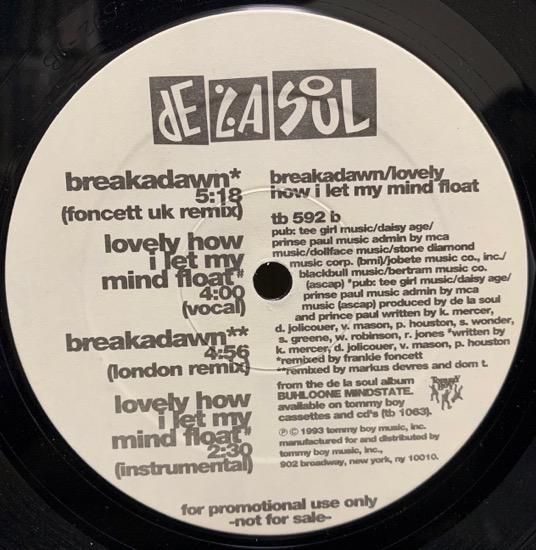 DE LA SOUL
breakadawn*
5:18
(foncett uk remix)
lovely how
i let my
mind float#
4:00
(vocal)
breakadawn**
4:56
(london remix)
lovely how
i let my
mind float#
2:30
(instrumental)
breakadawn/lovely
how i let my mind float
tb 592 b
pub: tee girl music/daisy age/
prinse paul music admin by mca
music/dollface music/stone diamond
music corp. (bmi)/jobete music co., inc./
blackbull music/bertram music co.
(ascap) #pub: tee girl music/daisy age/
prinse paul music admin by mca
music (ascap) produced by de la soul
and prince paul written by k. mercer,
d. jolicouer, v. mason, p. houston, s. wonder,
s. greene, w. robinson, r. jones #written by
k. mercer, d. jolicouer, v. mason, p. houston
*remixed by frankie foncett
**remixed by markus devres and dom t.
from the de la soul album
BUHLOONE MINDSTATE.
available on tommy boy
cassettes and cd's (tb 1063).
Tommy Boy
℗ © 1993 tommy boy music, inc.
manufactured for and distributed by
tommy boy music, inc.,
902 broadway, new york, ny 10010.
for promotional use only
-not for sale-